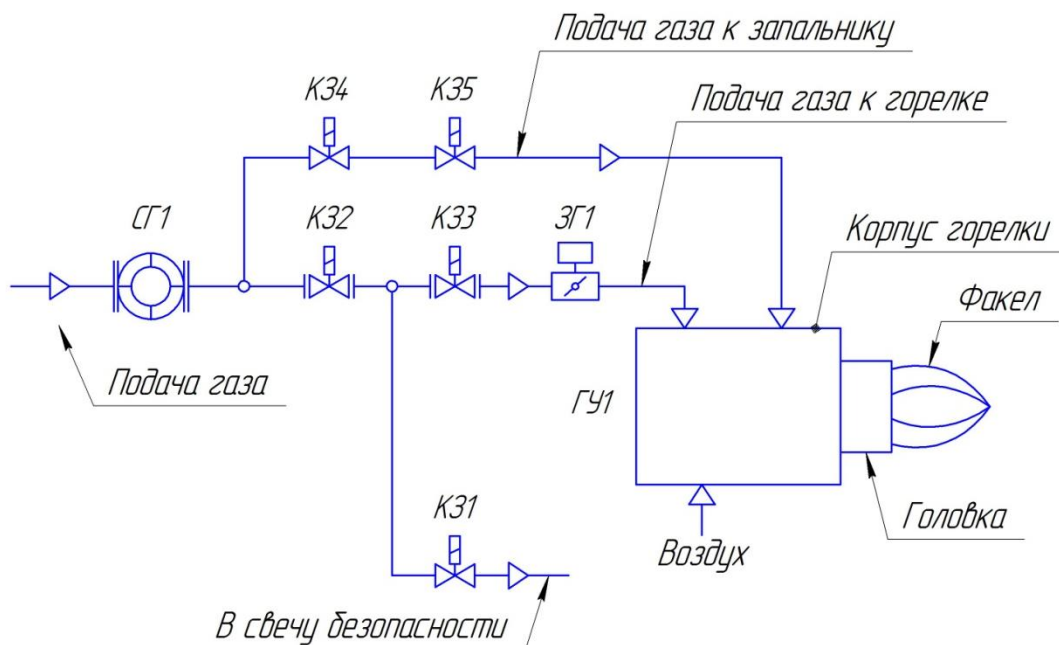 Подача газа к запальнику
КЗ4
КЗ5
Подача газа к горелке
СГ1
КЗ2
КЗ3
ЗГ1
Корпус горелки
Факел
Подача газа
ГУ1
КЗ1
Воздух
Головка
В свечу безопасности